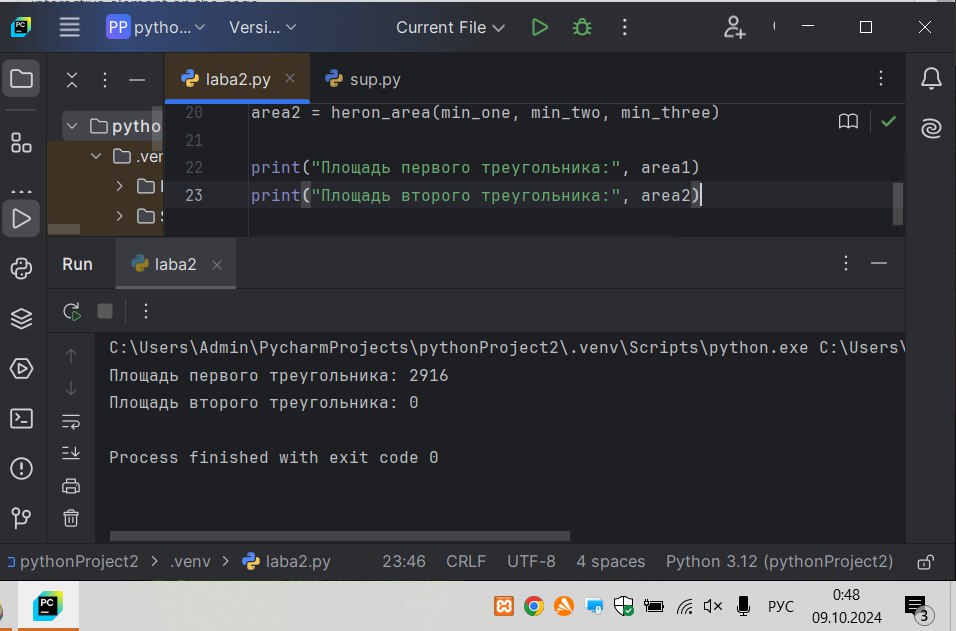 PC PP pytho... Versi... Current File
laba2.py sup.py
pytho
.ve
20 area2 = heron_area(min_one, min_two, min_three)
21
22 print("Площадь первого треугольника:", area1)
23 print("Площадь второго треугольника:", area2)
Run laba2
C:\Users\Admin\PycharmProjects\pythonProject2\.venv\Scripts\python.exe C:\Users\
Площадь первого треугольника: 2916
Площадь второго треугольника: 0
Process finished with exit code 0
pythonProject2 > .venv > laba2.py 23:46 CRLF UTF-8 4 spaces Python 3.12 (pythonProject2)
PC РУС 0:48
09.10.2024 3